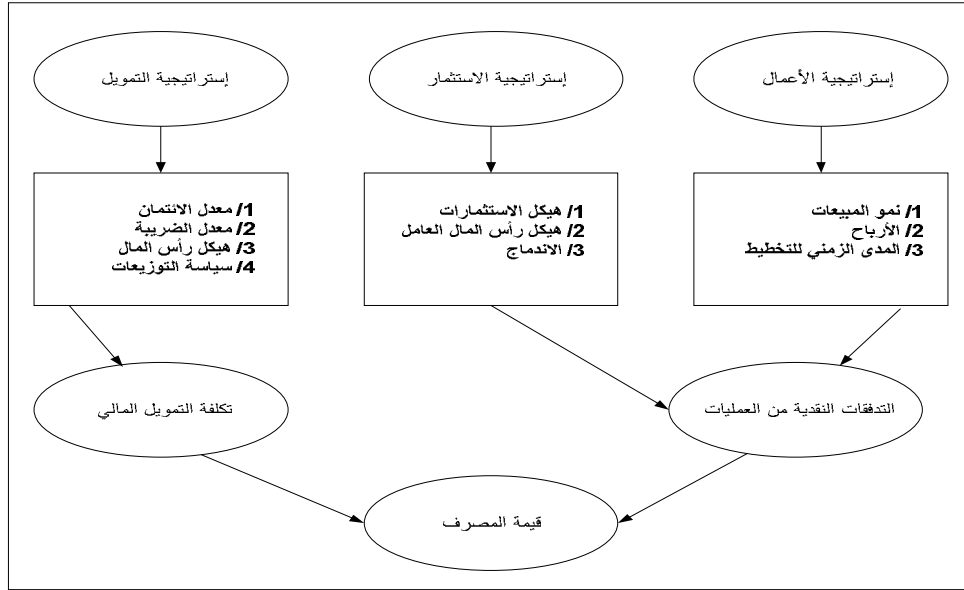 إستراتيجية الأعمال
إستراتيجية الاستثمار
إستراتيجية التمويل
1/ نمو المبيعات
2/ الأرباح
3/ المدى الزمني للتخطيط
1/ هيكل الاستثمارات
2/ هيكل رأس المال العامل
3/ الاندماج
1/ معدل الائتمان
2/ معدل الضريبة
3/ هيكل رأس المال
4/ سياسة التوزيعات
التدفقات النقدية من العمليات
تكلفة التمويل المالي
قيمة المصرف